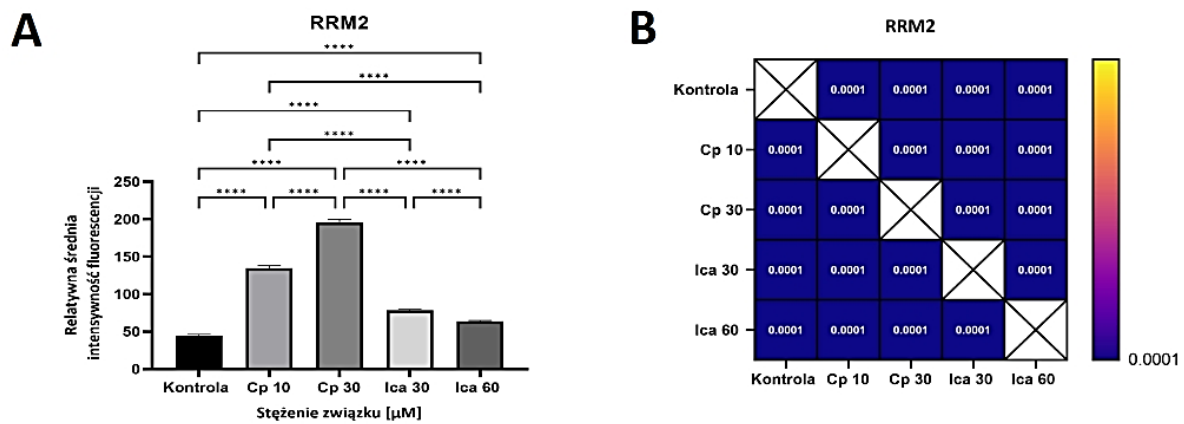 A
RRM2
****
****
****
****
**** ****
**** **** **** ****
250
200
150
100
50
0
Relatywna średnia
intensywność fluorescencji
Kontrola Cp 10 Cp 30 Ica 30 Ica 60
Stężenie związku [µM]
B
RRM2
Kontrola 0.0001 0.0001 0.0001 0.0001
Cp 10 0.0001 0.0001 0.0001 0.0001
Cp 30 0.0001 0.0001 0.0001 0.0001
Ica 30 0.0001 0.0001 0.0001 0.0001
Ica 60 0.0001 0.0001 0.0001 0.0001
0.0001
Kontrola Cp 10 Cp 30 Ica 30 Ica 60